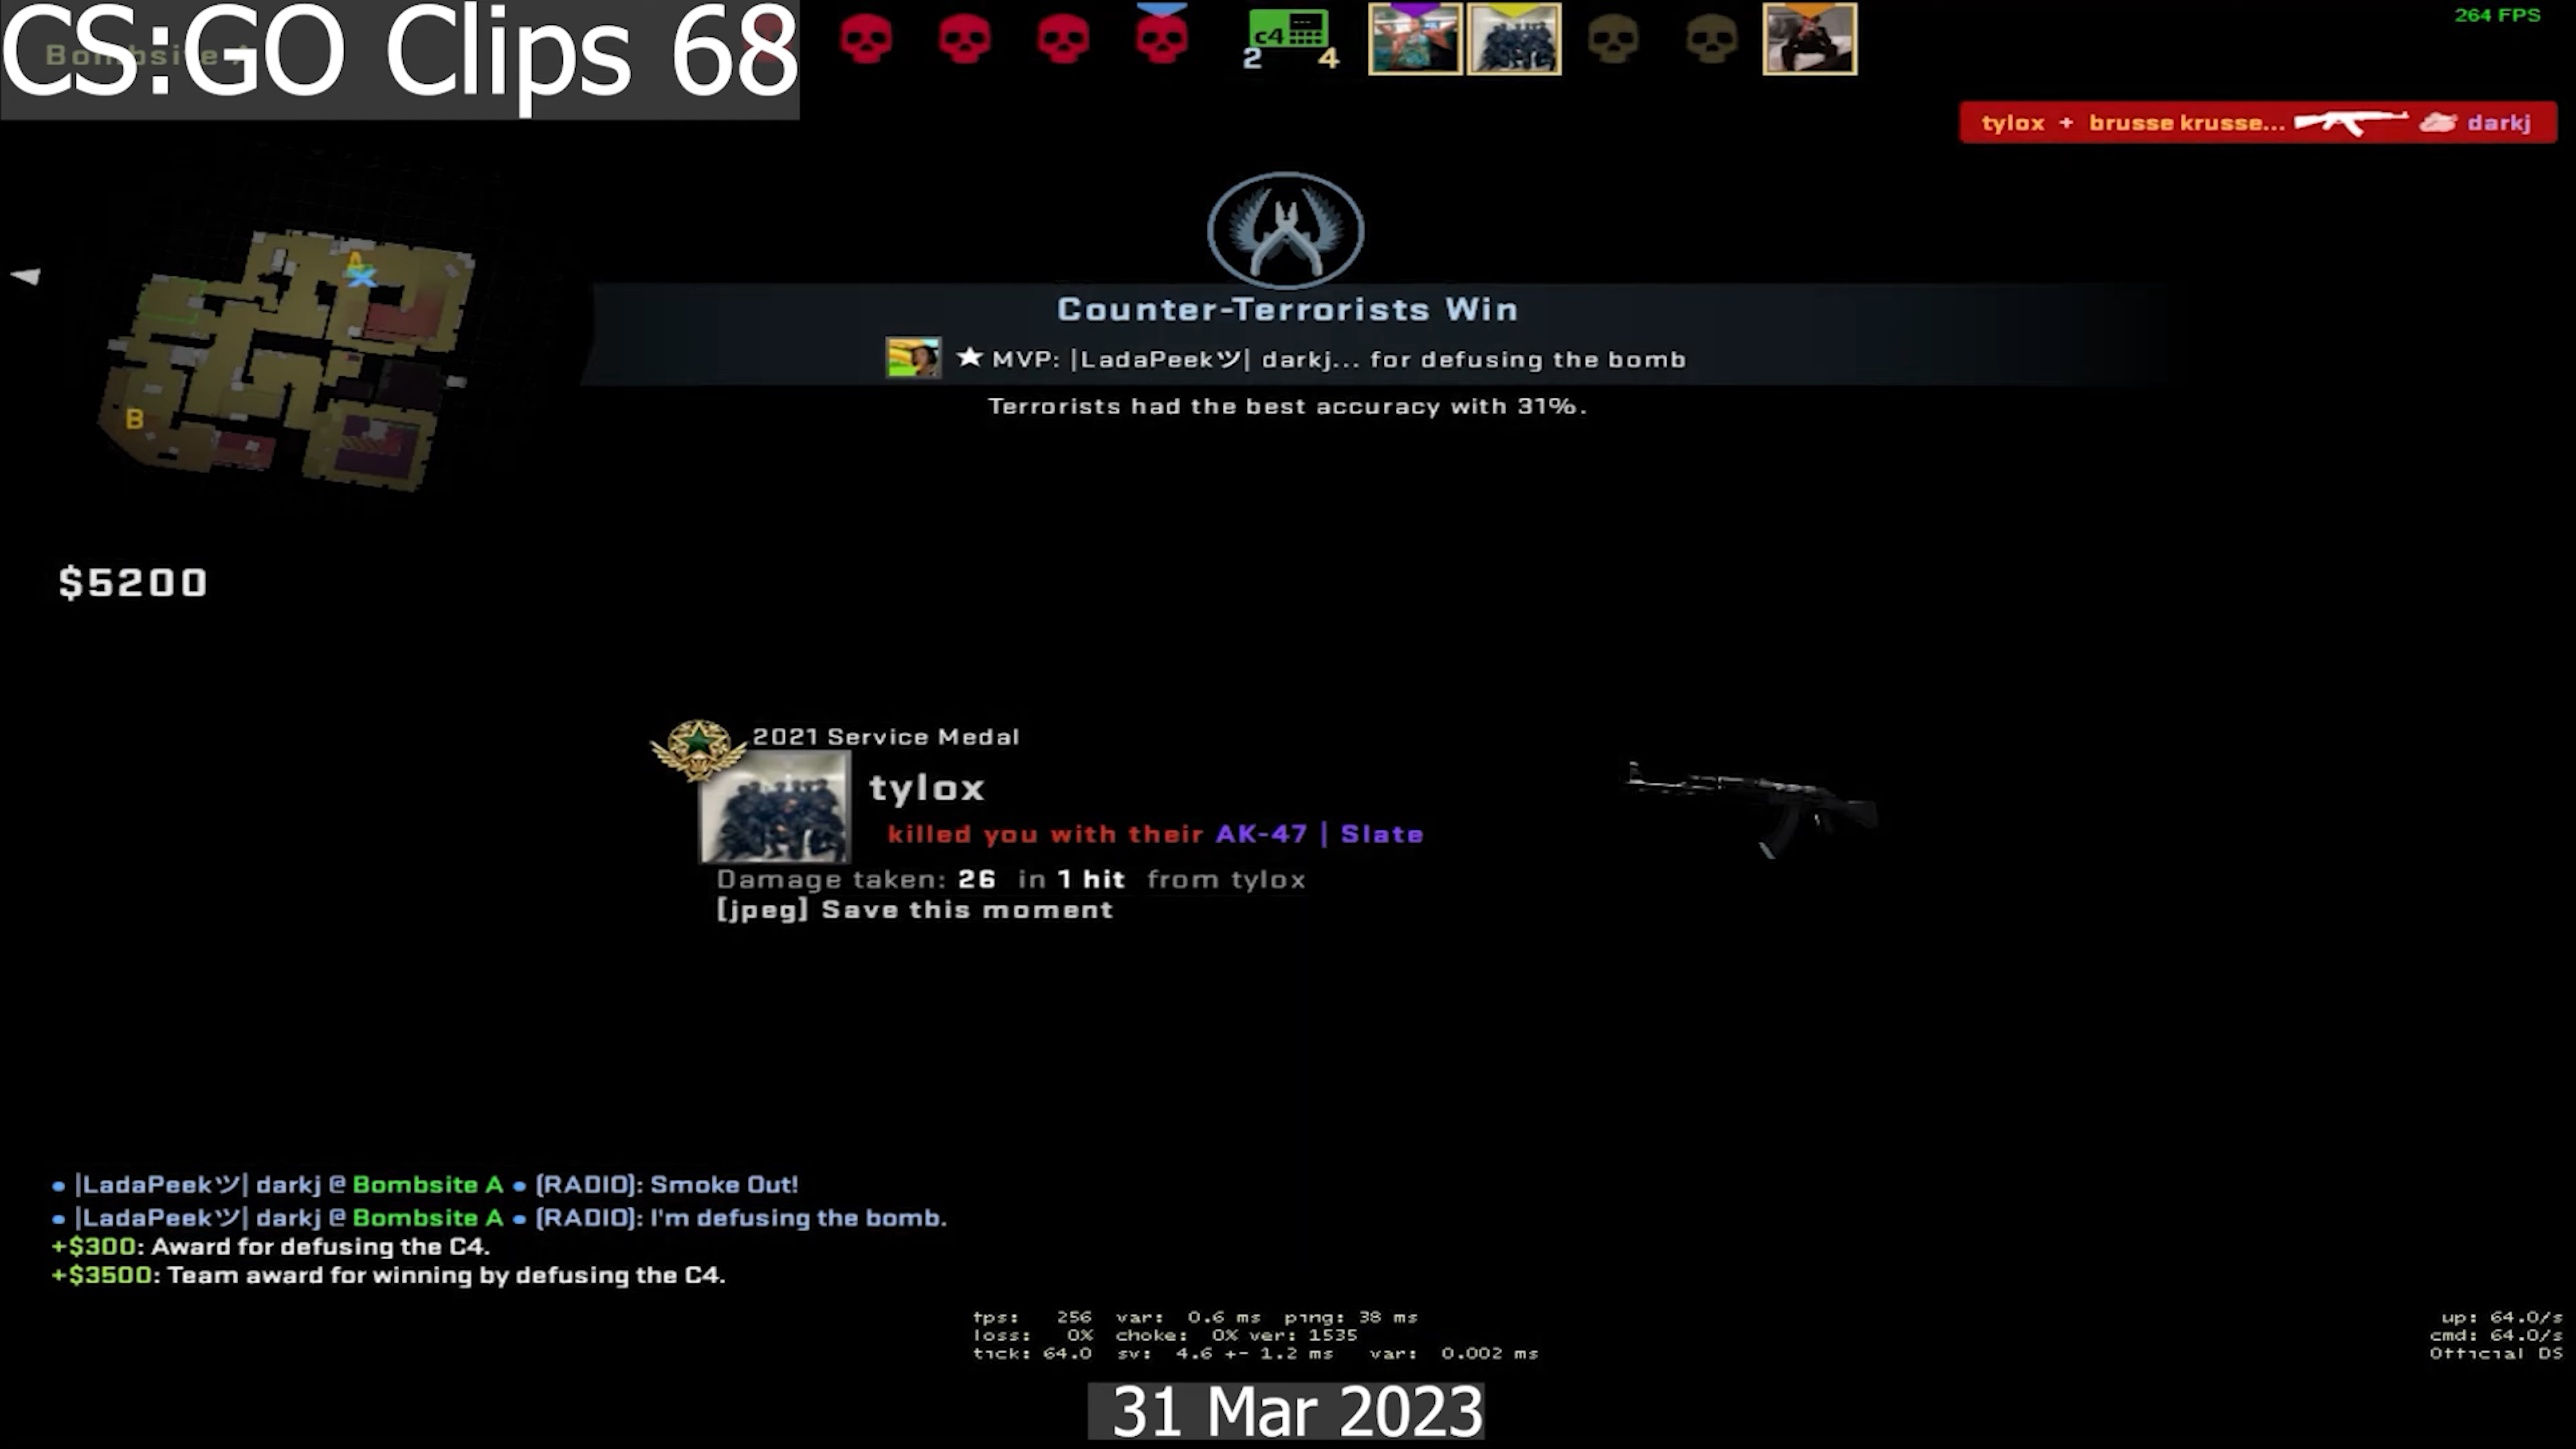 CS:GO Clips 68
c4
2 4
264 FPS
tylox + brusse krusse... darkj
Counter-Terrorists Win
★ MVP: |LadaPeekツ| darkj... for defusing the bomb
Terrorists had the best accuracy with 31%.
A
B
$5200
2021 Service Medal
tylox
killed you with their AK-47 | Slate
Damage taken: 26 in 1 hit from tylox
[jpeg] Save this moment
• |LadaPeekツ| darkj @ Bombsite A • (RADIO): Smoke Out!
• |LadaPeekツ| darkj @ Bombsite A • (RADIO): I'm defusing the bomb.
+$300: Award for defusing the C4.
+$3500: Team award for winning by defusing the C4.
fps: 256 var: 0.6 ms ping: 38 ms
loss: 0% choke: 0% ver: 1535
tick: 64.0 sv: 4.6 +- 1.2 ms var: 0.002 ms
up: 64.0/s
cmd: 64.0/s
Official DS
31 Mar 2023